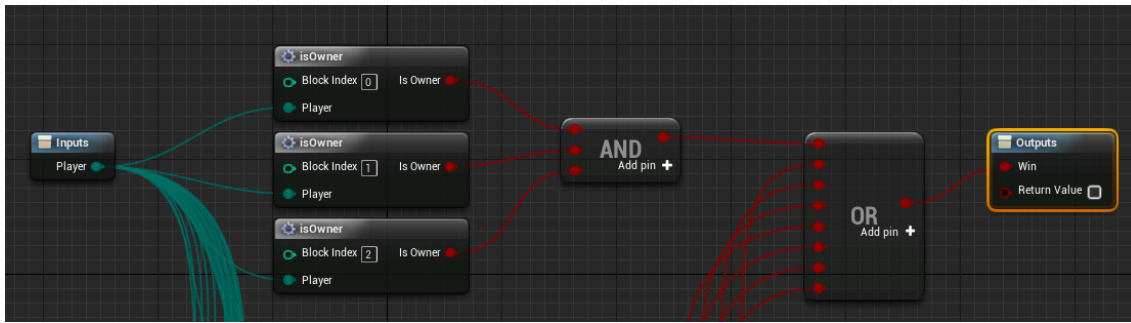 Inputs
Player
isOwner
Block Index 0 Is Owner
Player
isOwner
Block Index 1 Is Owner
Player
isOwner
Block Index 2 Is Owner
Player
AND
Add pin +
OR
Add pin +
Outputs
Win
Return Value